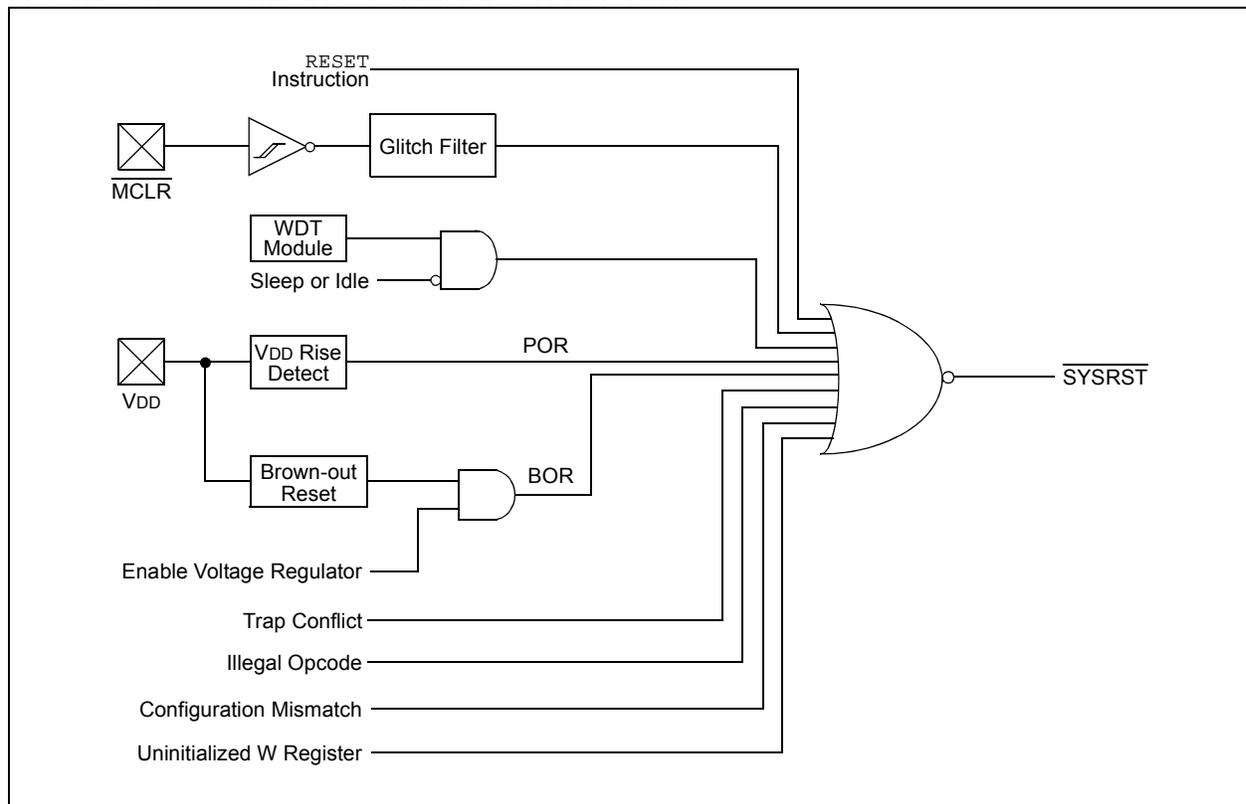 RESET
Instruction
Glitch Filter
MCLR
WDT
Module
Sleep or Idle
VDD Rise
Detect
POR
VDD
SYSRST
Brown-out
Reset
BOR
Enable Voltage Regulator
Trap Conflict
Illegal Opcode
Configuration Mismatch
Uninitialized W Register